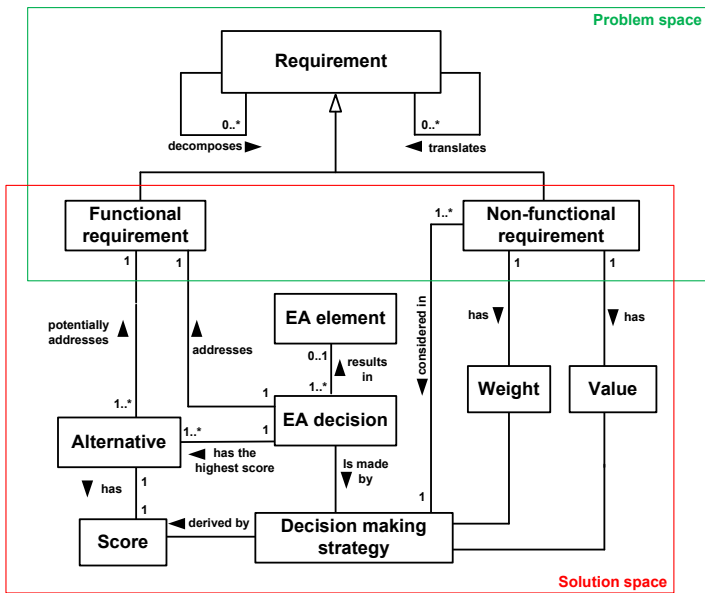 Problem space
Requirement
0..*
0..*
decomposes
translates
Functional
requirement
1..*
Non-functional
requirement
1
1
1
1
potentially
addresses
addresses
EA element
considered in
has
has
0..1
results
in
1..*
Weight
Value
1..*
1
EA decision
Alternative
1..*
1
has the
highest score
Is made
by
has
1
1
derived by
1
Score
Decision making
strategy
Solution space